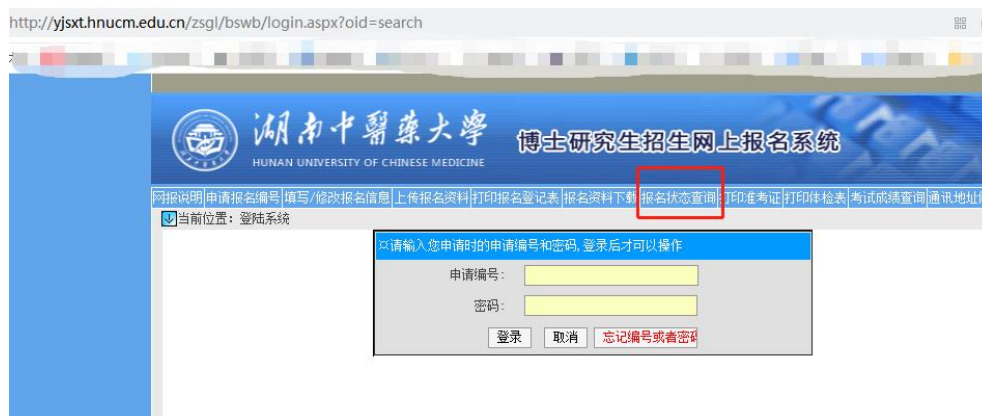 http://yjsxt.hnucm.edu.cn/zsgl/bswb/login.aspx?oid=search
湖南中醫藥大學
HUNAN UNIVERSITY OF CHINESE MEDICINE
博士研究生招生网上报名系统
网报说明 申请报名编号 填写/修改报名信息 上传报名资料 打印报名登记表 报名资料下载 报名状态查询 打印准考证 打印体检表 考试成绩查询 通讯地址
当前位置：登陆系统
¤请输入您申请时的申请编号和密码,登录后才可以操作
申请编号：
密码：
登录 取消 忘记编号或者密码